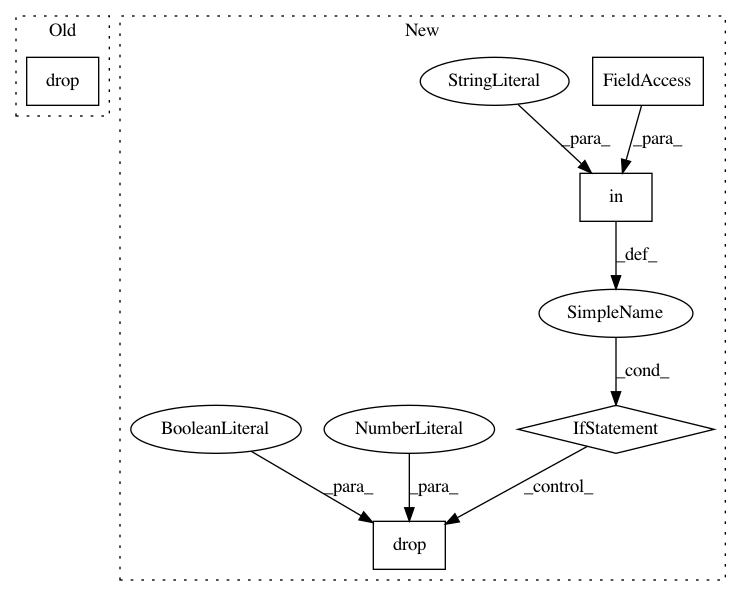 Old
New
drop
StringLiteral
FieldAccess
_para_
_para_
in
_def_
SimpleName
_cond_
BooleanLiteral
NumberLiteral
IfStatement
_para_
_para_
_control_
drop